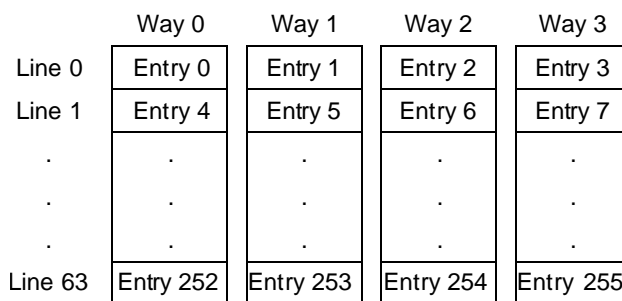 Way 0 Way 1 Way 2 Way 3
Line 0 Entry 0 Entry 1 Entry 2 Entry 3
Line 1 Entry 4 Entry 5 Entry 6 Entry 7
. . . . .
. . . . .
. . . . .
Line 63 Entry 252 Entry 253 Entry 254 Entry 255